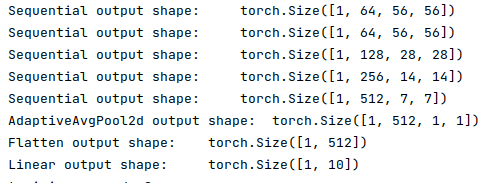 Sequential output shape:     torch.Size([1, 64, 56, 56])
Sequential output shape:     torch.Size([1, 64, 56, 56])
Sequential output shape:     torch.Size([1, 128, 28, 28])
Sequential output shape:     torch.Size([1, 256, 14, 14])
Sequential output shape:     torch.Size([1, 512, 7, 7])
AdaptiveAvgPool2d output shape:  torch.Size([1, 512, 1, 1])
Flatten output shape:    torch.Size([1, 512])
Linear output shape:     torch.Size([1, 10])